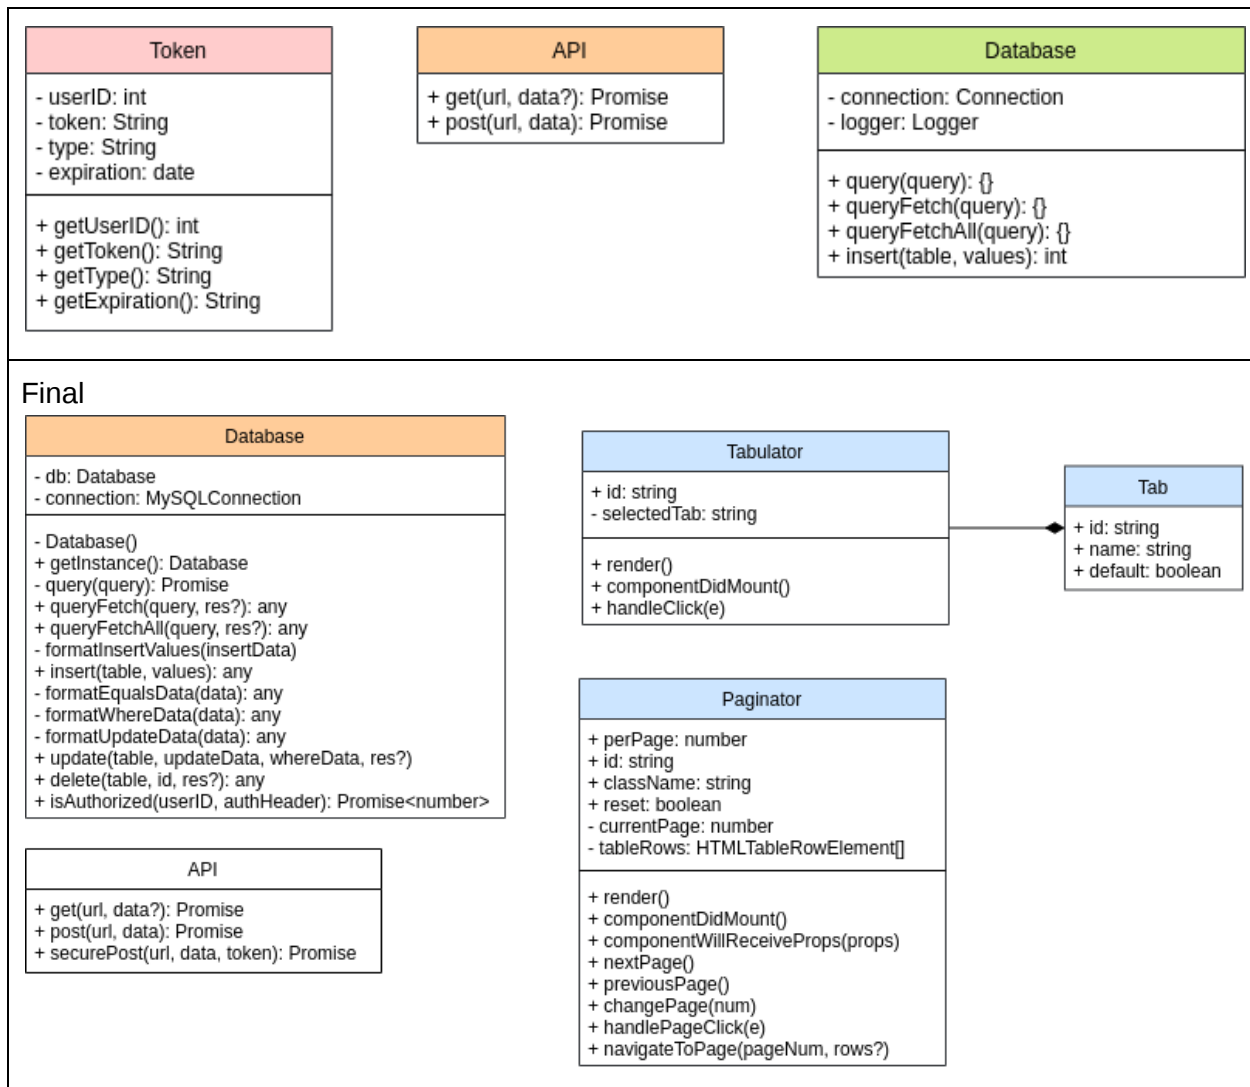 Token
- userID: int
- token: String
- type: String
- expiration: date
+ getUserID(): int
+ getToken(): String
+ getType(): String
+ getExpiration(): String
API
+ get(url, data?): Promise
+ post(url, data): Promise
Database
- connection: Connection
- logger: Logger
+ query(query): {}
+ queryFetch(query): {}
+ queryFetchAll(query): {}
+ insert(table, values): int
Final
Database
- db: Database
- connection: MySQLConnection
- Database()
+ getInstance(): Database
- query(query): Promise
+ queryFetch(query, res?): any
+ queryFetchAll(query, res?): any
- formatInsertValues(insertData)
+ insert(table, values): any
- formatEqualsData(data): any
- formatWhereData(data): any
- formatUpdateData(data): any
+ update(table, updateData, whereData, res?)
+ delete(table, id, res?): any
+ isAuthorized(userID, authHeader): Promise<number>
API
+ get(url, data?): Promise
+ post(url, data): Promise
+ securePost(url, data, token): Promise
Tabulator
+ id: string
- selectedTab: string
+ render()
+ componentDidMount()
+ handleClick(e)
Tab
+ id: string
+ name: string
+ default: boolean
Paginator
+ perPage: number
+ id: string
+ className: string
+ reset: boolean
- currentPage: number
- tableRows: HTMLTableRowElement[]
+ render()
+ componentDidMount()
+ componentWillReceiveProps(props)
+ nextPage()
+ previousPage()
+ changePage(num)
+ handlePageClick(e)
+ navigateToPage(pageNum, rows?)